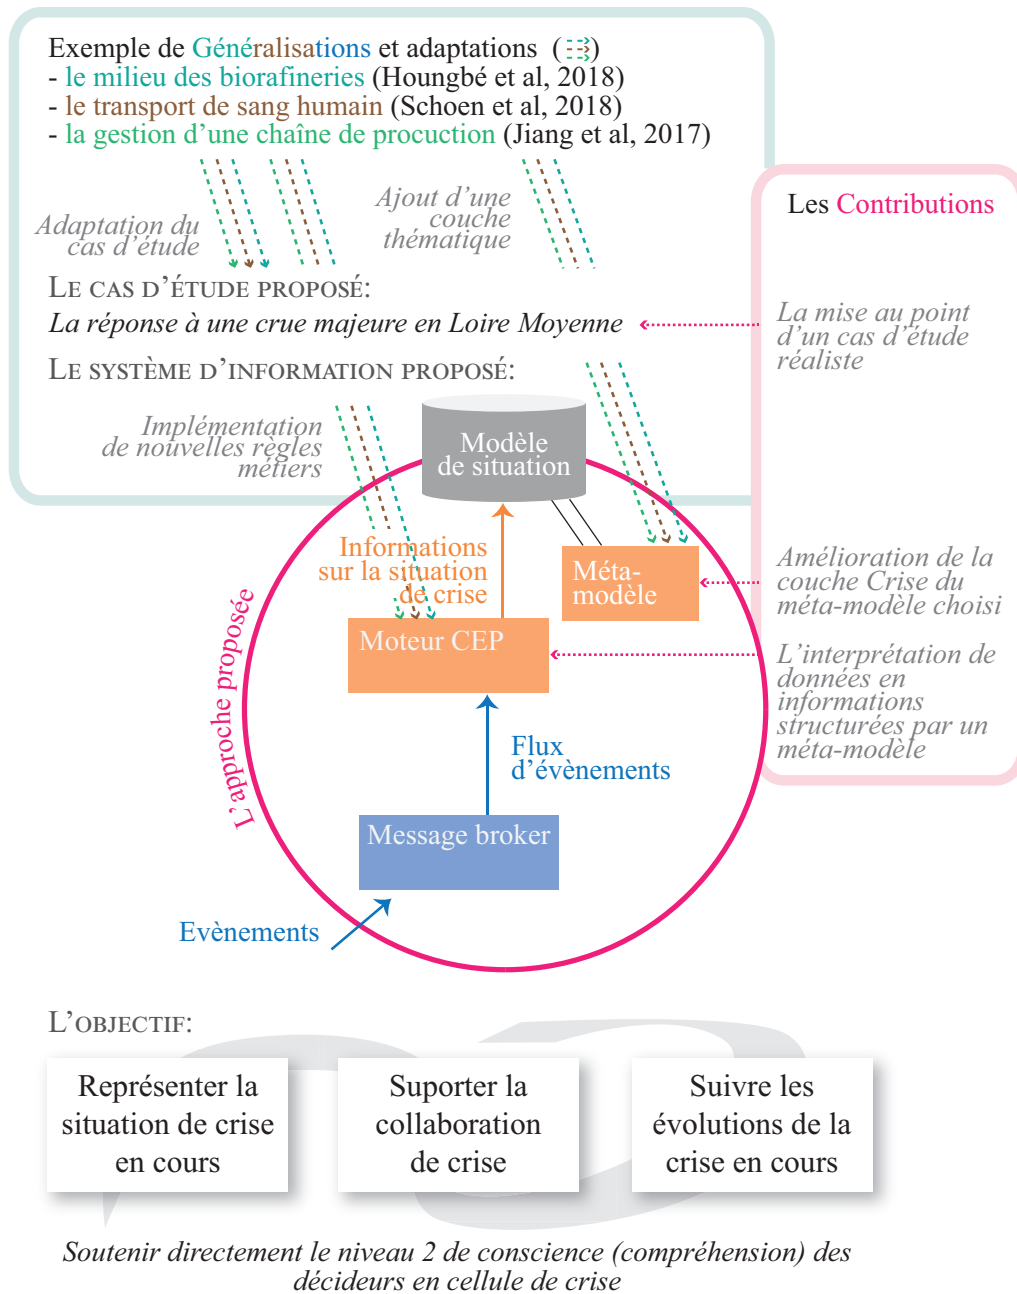 Exemple de Généralisations et adaptations ( )
- le milieu des biorafineries (Houngbé et al, 2018)
- le transport de sang humain (Schoen et al, 2018)
- la gestion d’une chaîne de procuction (Jiang et al, 2017)
Adaptation du
cas d’étude
Ajout d’une
couche
thématique
Les Contributions
LE CAS D’ÉTUDE PROPOSÉ:
La réponse à une crue majeure en Loire Moyenne
La mise au point
d’un cas d’étude
réaliste
LE SYSTÈME D’INFORMATION PROPOSÉ:
Implémentation
de nouvelles règles
métiers
Modèle
de situation
Informations
sur la situation
de crise
Méta-
modèle
Amélioration de la
couche Crise du
méta-modèle choisi
Moteur CEP
L’interprétation de
données en
informations
structurées par un
méta-modèle
L’approche proposée
Flux
d’évènements
Message broker
Evènements
L’OBJECTIF:
Représenter la
situation de crise
en cours
Suporter la
collaboration
de crise
Suivre les
évolutions de la
crise en cours
Soutenir directement le niveau 2 de conscience (compréhension) des
décideurs en cellule de crise